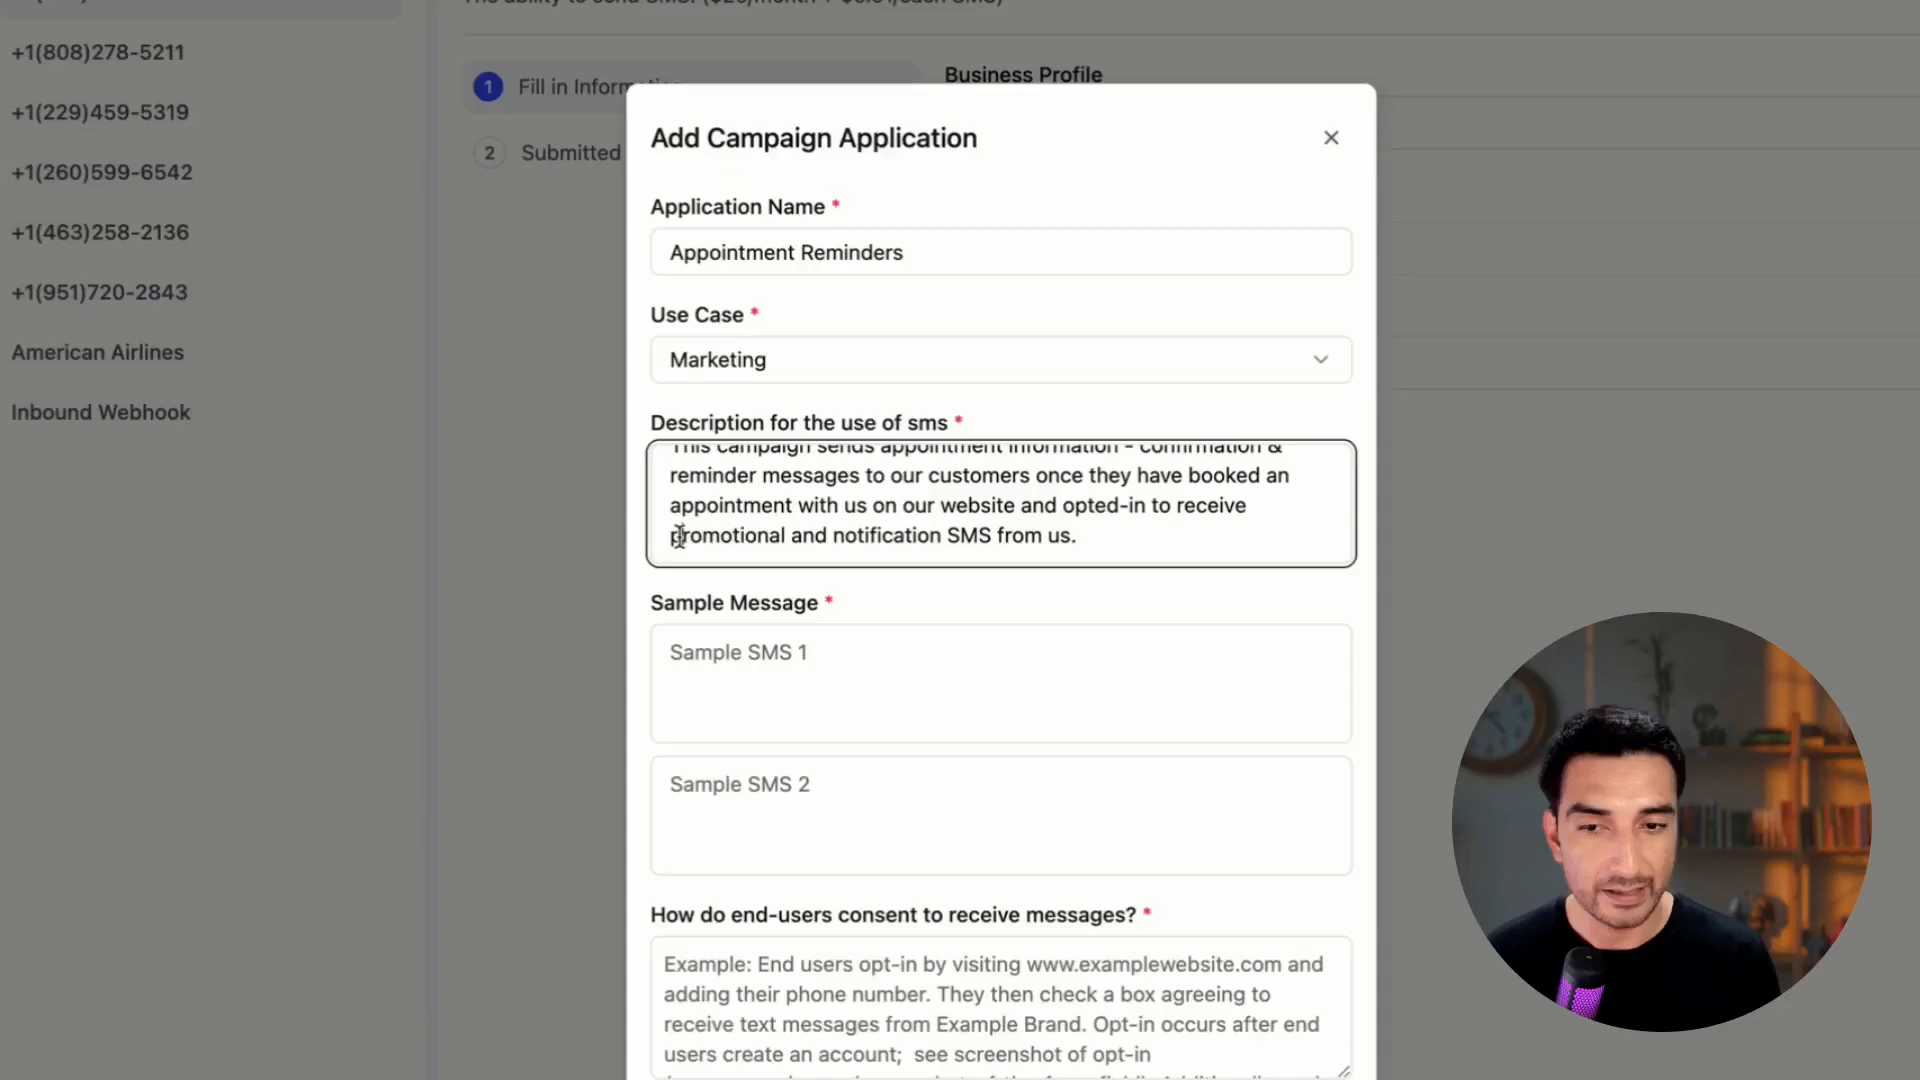 +1(808)278-5211
+1(229)459-5319
+1(260)599-6542
+1(463)258-2136
+1(951)720-2843
American Airlines
Inbound Webhook
1 Fill in
2 Submitted
Business Profile
Add Campaign Application
Application Name *
Appointment Reminders
Use Case *
Marketing
Description for the use of sms *
This campaign sends appointment information - confirmation &
reminder messages to our customers once they have booked an
appointment with us on our website and opted-in to receive
promotional and notification SMS from us.
Sample Message *
Sample SMS 1
Sample SMS 2
How do end-users consent to receive messages? *
Example: End users opt-in by visiting www.examplewebsite.com and
adding their phone number. They then check a box agreeing to
receive text messages from Example Brand. Opt-in occurs after end
users create an account;  see screenshot of opt-in